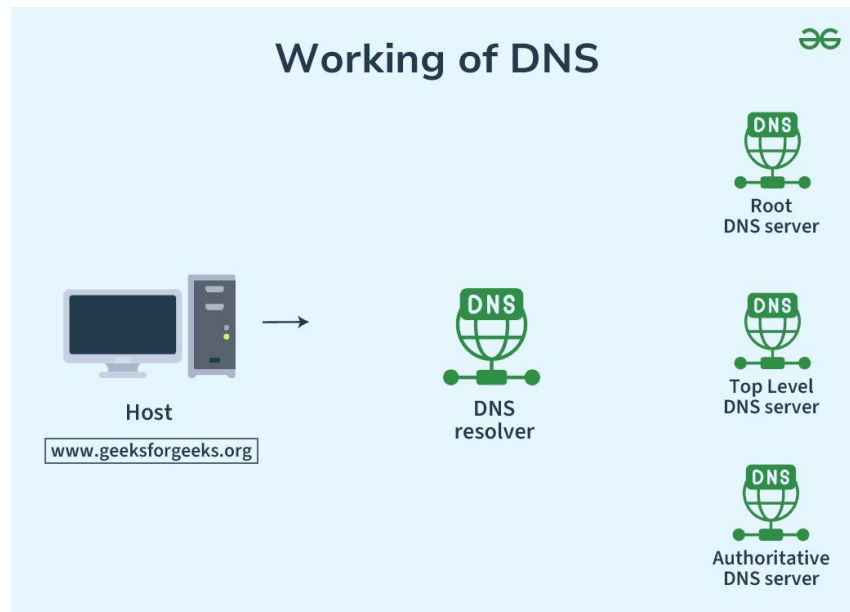 Working of DNS
DNS
Root
DNS server
DNS
DNS
Host
www.geeksforgeeks.org
DNS
resolver
Top Level
DNS server
DNS
Authoritative
DNS server